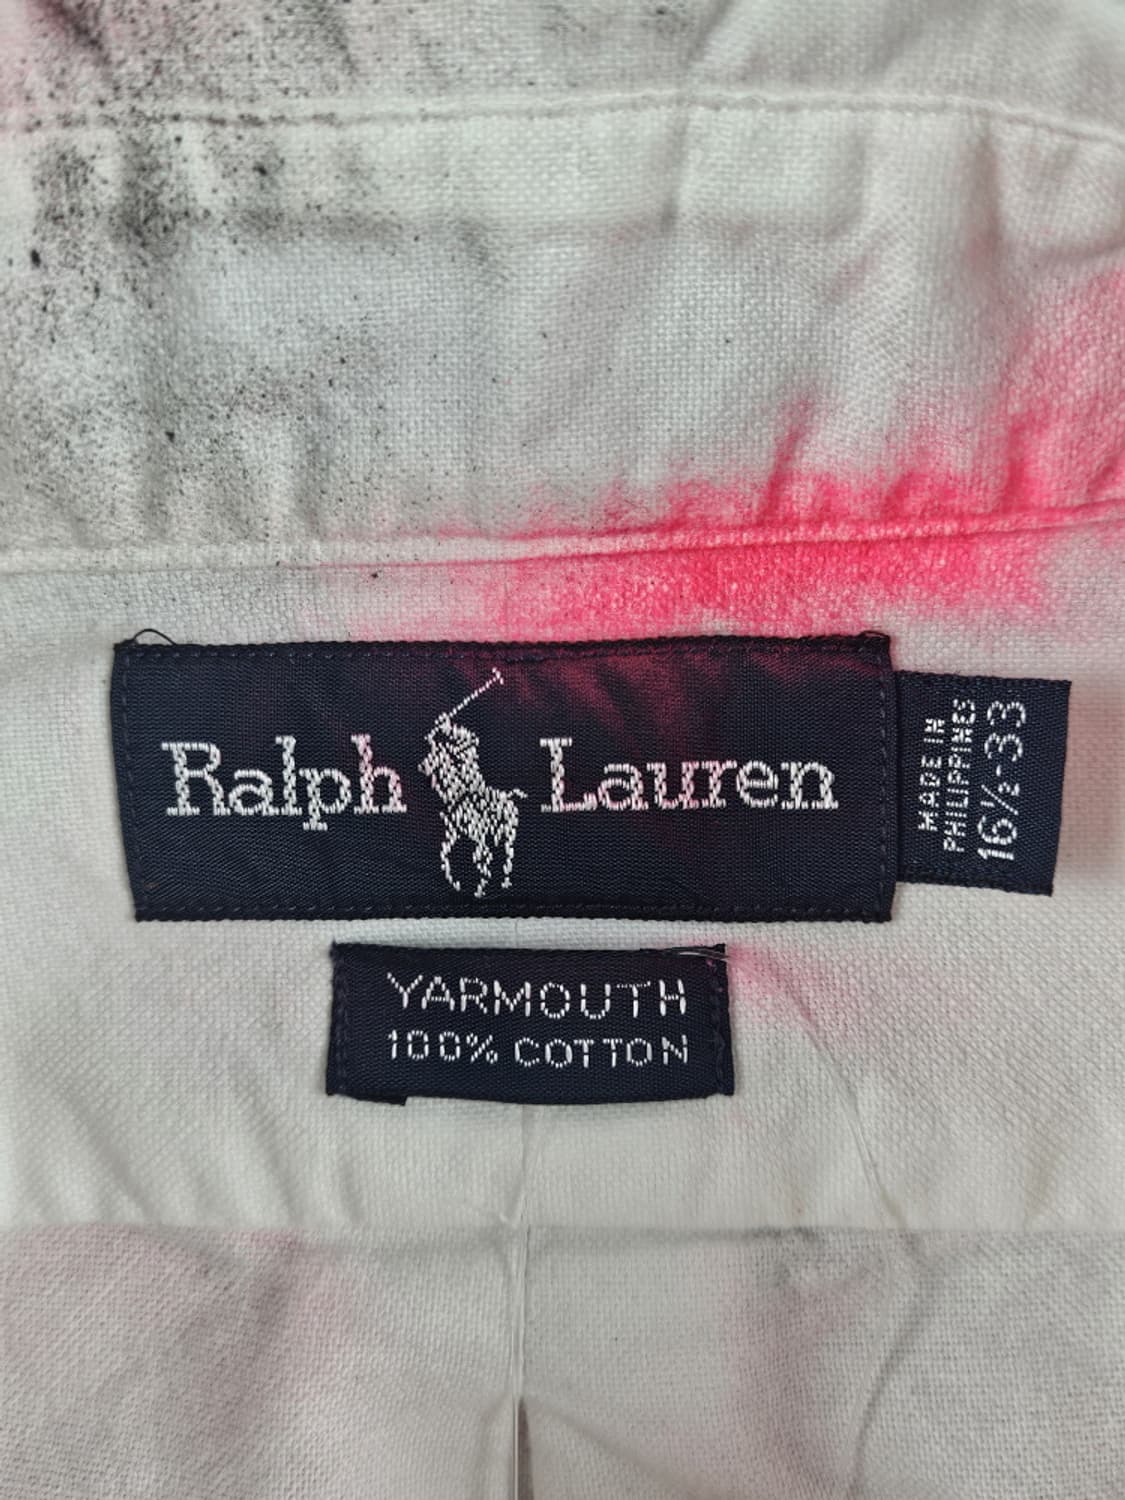 Ralph Lauren
MADE IN
PHILIPPINES
16½-33
YARMOUTH
100% COTTON